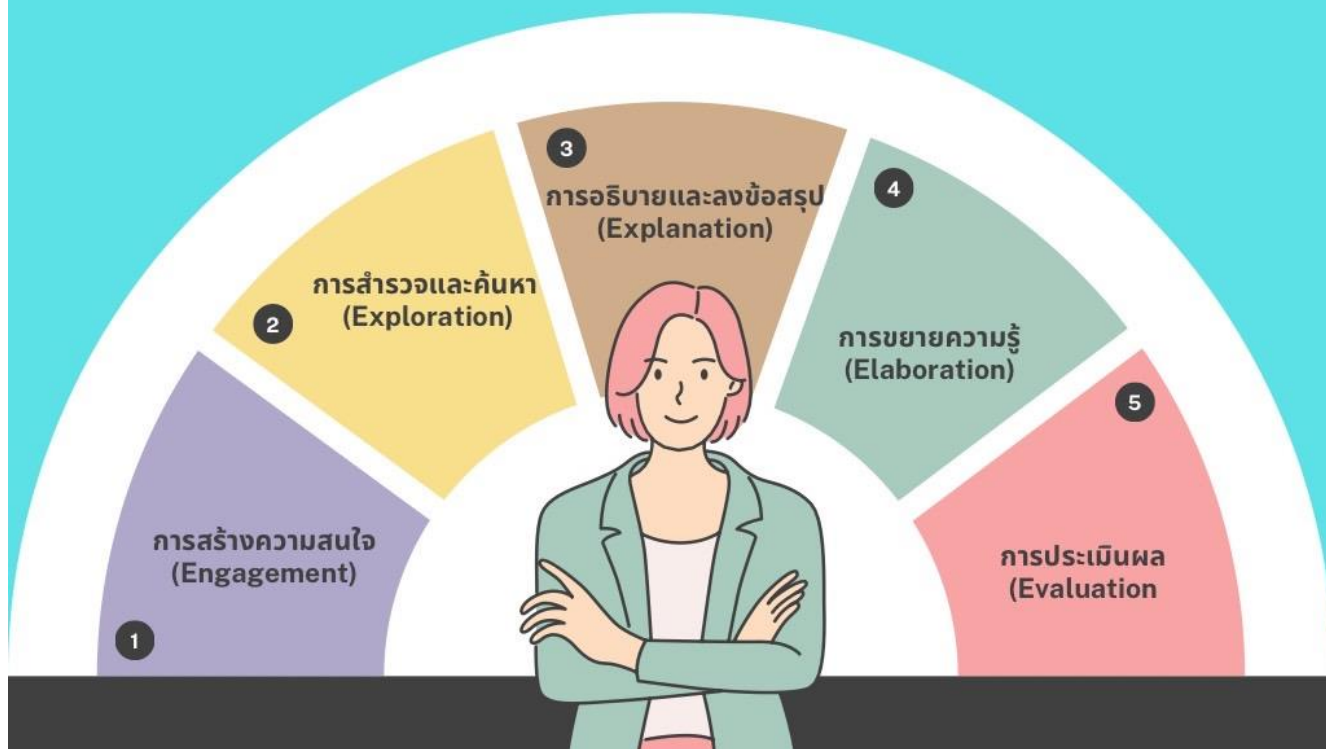 1
การสร้างความสนใจ
(Engagement)
2
การสำรวจและค้นหา
(Exploration)
3
การอธิบายและลงข้อสรุป
(Explanation)
4
การขยายความรู้
(Elaboration)
5
การประเมินผล
(Evaluation